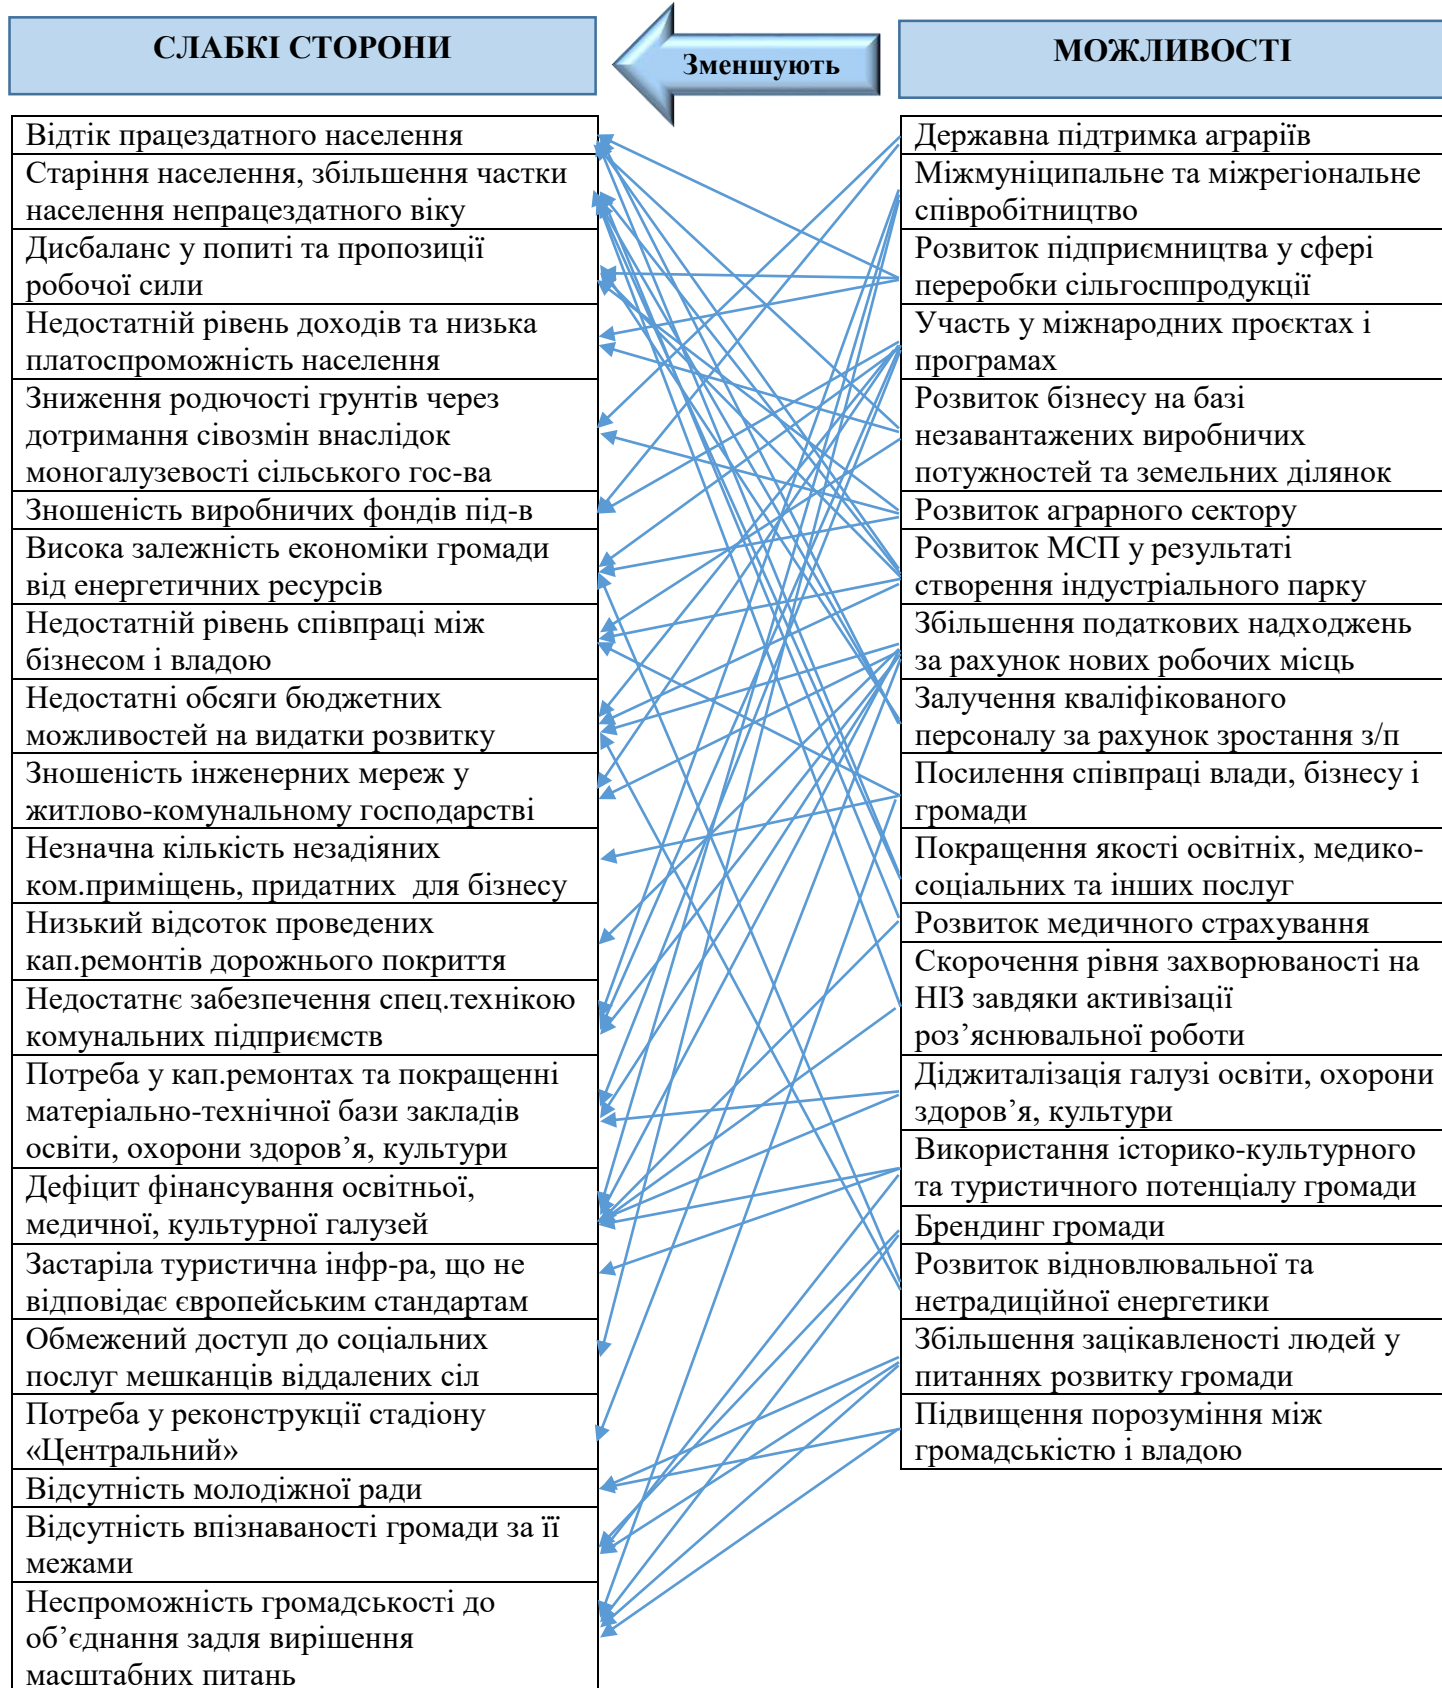 СЛАБКІ СТОРОНИ
Зменшують
МОЖЛИВОСТІ
Відтік працездатного населення
Старіння населення, збільшення частки
населення непрацездатного віку
Дисбаланс у попиті та пропозиції
робочої сили
Недостатній рівень доходів та низька
платоспроможність населення
Зниження родючості грунтів через
дотримання сівозмін внаслідок
моногалузевості сільського гос-ва
Зношеність виробничих фондів під-в
Висока залежність економіки громади
від енергетичних ресурсів
Недостатній рівень співпраці між
бізнесом і владою
Недостатні обсяги бюджетних
можливостей на видатки розвитку
Зношеність інженерних мереж у
житлово-комунальному господарстві
Незначна кількість незадіяних
ком.приміщень, придатних для бізнесу
Низький відсоток проведених
кап.ремонтів дорожнього покриття
Недостатнє забезпечення спец.технікою
комунальних підприємств
Потреба у кап.ремонтах та покращенні
матеріально-технічної бази закладів
освіти, охорони здоров’я, культури
Дефіцит фінансування освітньої,
медичної, культурної галузей
Застаріла туристична інфр-ра, що не
відповідає європейським стандартам
Обмежений доступ до соціальних
послуг мешканців віддалених сіл
Потреба у реконструкції стадіону
«Центральний»
Відсутність молодіжної ради
Відсутність впізнаваності громади за її
межами
Неспроможність громадськості до
об’єднання задля вирішення
масштабних питань
Державна підтримка аграріїв
Міжмуніципальне та міжрегіональне
співробітництво
Розвиток підприємництва у сфері
переробки сільгосппродукції
Участь у міжнародних проєктах і
програмах
Розвиток бізнесу на базі
незавантажених виробничих
потужностей та земельних ділянок
Розвиток аграрного сектору
Розвиток МСП у результаті
створення індустріального парку
Збільшення податкових надходжень
за рахунок нових робочих місць
Залучення кваліфікованого
персоналу за рахунок зростання з/п
Посилення співпраці влади, бізнесу і
громади
Покращення якості освітніх, медико-
соціальних та інших послуг
Розвиток медичного страхування
Скорочення рівня захворюваності на
НІЗ завдяки активізації
роз’яснювальної роботи
Діджиталізація галузі освіти, охорони
здоров’я, культури
Використання історико-культурного
та туристичного потенціалу громади
Брендинг громади
Розвиток відновлювальної та
нетрадиційної енергетики
Збільшення зацікавленості людей у
питаннях розвитку громади
Підвищення порозуміння між
громадськістю і владою